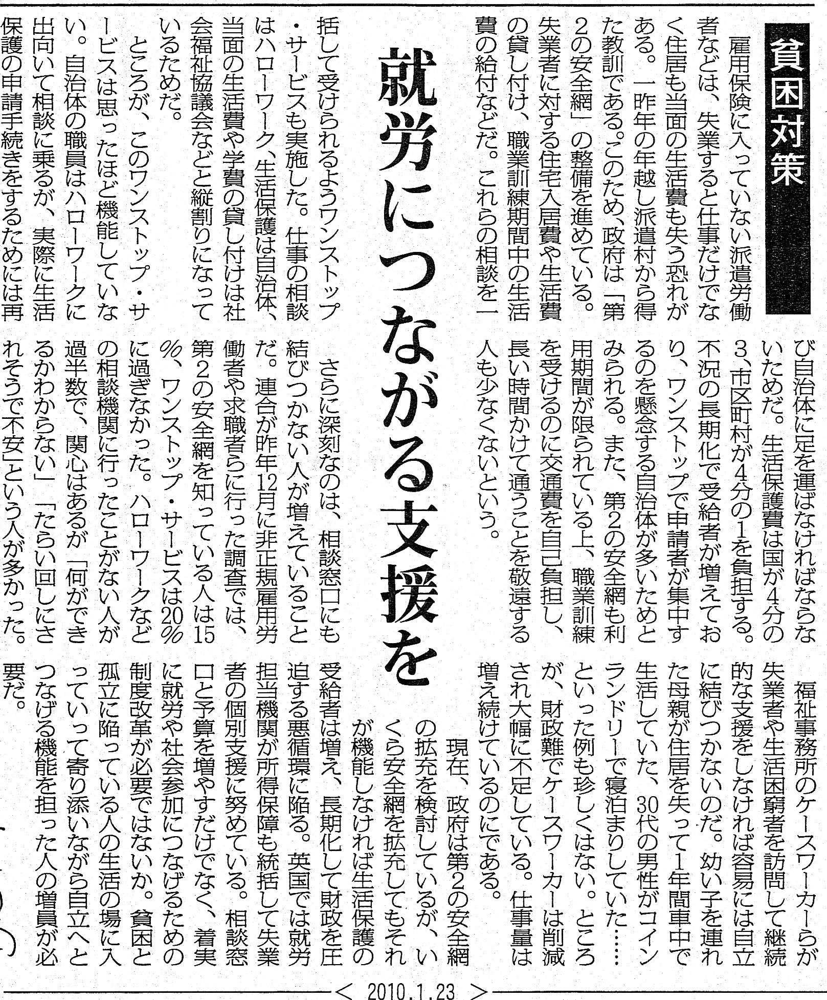 貧困対策
就労につながる支援を
雇用保険に入っていない派遣労働
者などは、失業すると仕事だけでな
く住居も当面の生活費も失う恐れが
ある。一昨年の年越し派遣村から得
た教訓である。このため、政府は「第
２の安全網」の整備を進めている。
失業者に対する住宅入居費や生活費
の貸し付け、職業訓練期間中の生活
費の給付などだ。これらの相談を一
括して受けられるようワンストップ
・サービスも実施した。仕事の相談
はハローワーク、生活保護は自治体、
当面の生活費や学費の貸し付けは社
会福祉協議会などと縦割りになって
いるためだ。
ところが、このワンストップ・サ
ービスは思ったほど機能していな
い。自治体の職員はハローワークに
出向いて相談に乗るが、実際に生活
保護の申請手続きをするためには再
び自治体に足を運ばなければならな
いためだ。生活保護費は国が４分の
３、市区町村が４分の１を負担する。
不況の長期化で受給者が増えてお
り、ワンストップで申請者が集中す
るのを懸念する自治体が多いためと
みられる。また、第２の安全網も利
用期間が限られている上、職業訓練
を受けるのに交通費を自己負担し、
長い時間かけて通うことを敬遠する
人も少なくないという。
さらに深刻なのは、相談窓口にも
結びつかない人が増えていること
だ。連合が昨年12月に非正規雇用労
働者や求職者らに行った調査では、
第２の安全網を知っている人は15
％、ワンストップ・サービスは20％
に過ぎなかった。ハローワークなど
の相談機関に行ったことがない人が
過半数で、関心はあるが「何ができ
るかわからない」「たらい回しにさ
れそうで不安」という人が多かった。
福祉事務所のケースワーカーらが
失業者や生活困窮者を訪問して継続
的な支援をしなければ容易には自立
に結びつかないのだ。幼い子を連れ
た母親が住居を失って１年間車中で
生活していた、30代の男性がコイン
ランドリーで寝泊まりしていた……
といった例も珍しくはない。ところ
が、財政難でケースワーカーは削減
され大幅に不足している。仕事量は
増え続けているのにである。
現在、政府は第２の安全網
の拡充を検討しているが、い
くら安全網を拡充してもそれ
が機能しなければ生活保護の
受給者は増え、長期化して財政を圧
迫する悪循環に陥る。英国では就労
担当機関が所得保障も統括して失業
者の個別支援に努めている。相談窓
口と予算を増やすだけでなく、着実
に就労や社会参加につなげるための
制度改革が必要ではないか。貧困と
孤立に陥っている人の生活の場に入
っていって寄り添いながら自立へと
つなげる機能を担った人の増員が必
要だ。
＜ 2010.1.23 ＞